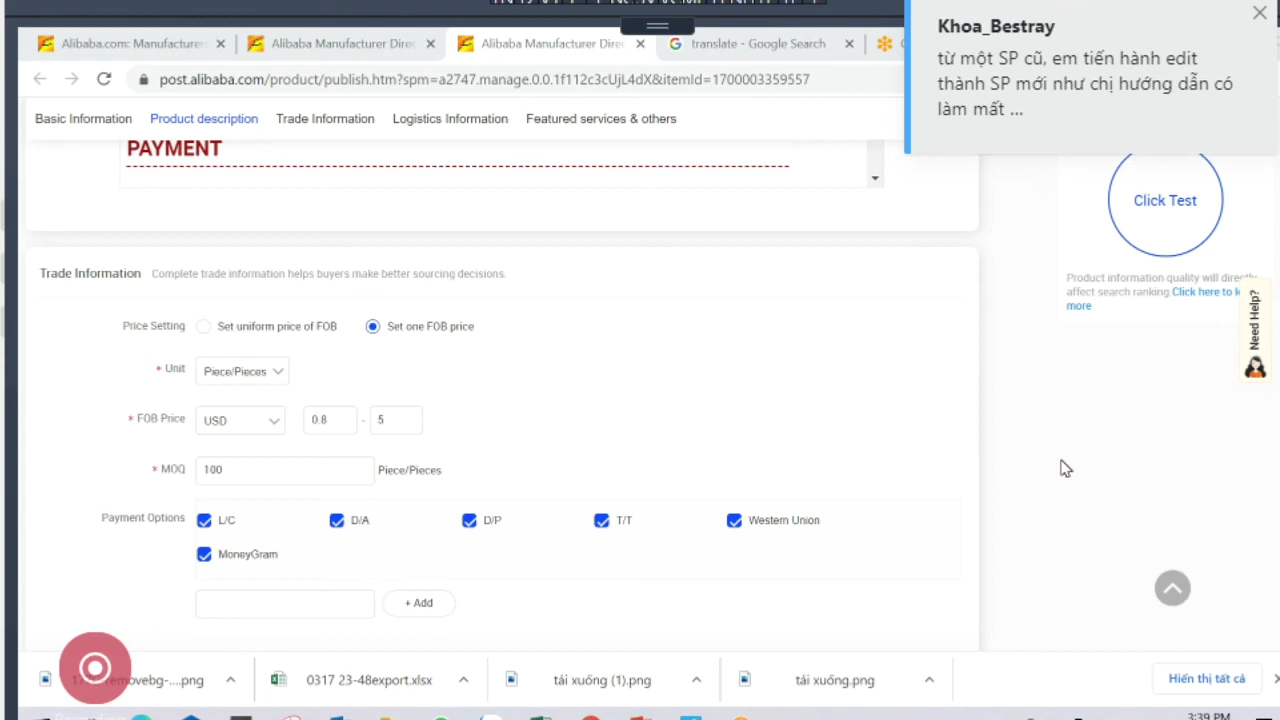 Khoa_Bestray
từ một SP cũ, em tiến hành edit
thành SP mới như chị hướng dẫn có
làm mất ...
Alibaba.com: Manufacturer
Alibaba Manufacturer Direc
Alibaba Manufacturer Direc
translate - Google Search
post.alibaba.com/product/publish.htm?spm=a2747.manage.0.0.1f112c3cUjL4dX&itemId=1700003359557
Basic Information
Product description
Trade Information
Logistics Information
Featured services & others
PAYMENT
Click Test
Product information quality will directly
affect search ranking.Click here to
more
Need Help?
Trade Information
Complete trade information helps buyers make better sourcing decisions.
Price Setting
Set uniform price of FOB
Set one FOB price
* Unit
Piece/Pieces
* FOB Price
USD
0.8
-
5
* MOQ
100
Piece/Pieces
Payment Options
L/C
D/A
D/P
T/T
Western Union
MoneyGram
+ Add
movebg-....png
0317 23-48export.xlsx
tải xuống (1).png
tải xuống.png
Hiển thị tất cả
3:39 PM